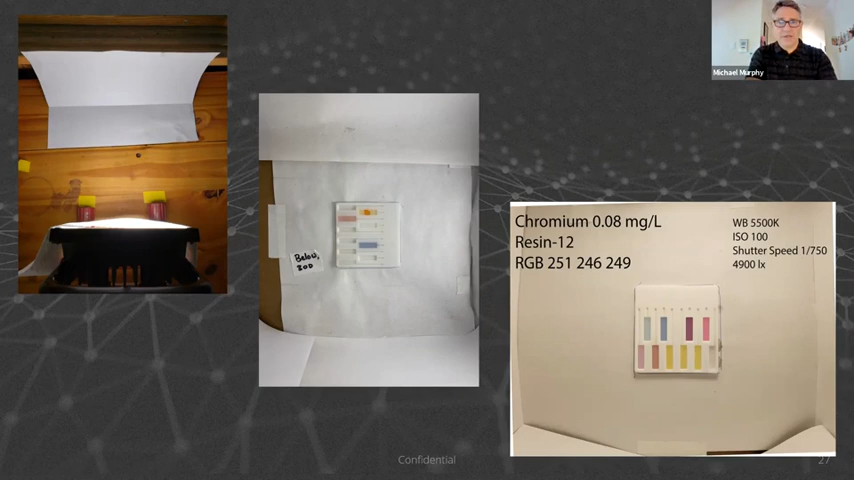 Michael Murphy
Chromium 0.08 mg/L
Resin-12
RGB 251 246 249
WB 5500K
ISO 100
Shutter Speed 1/750
4900 lx
Below,
Confidential
27